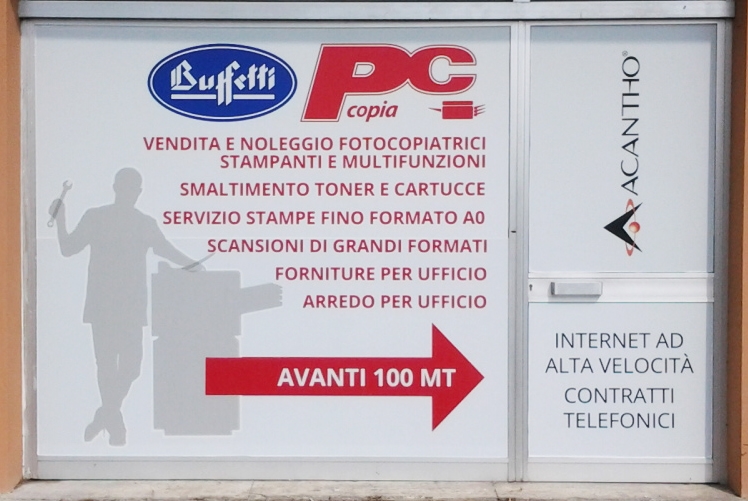 Buffetti
PC
copia
VENDITA E NOLEGGIO FOTOCOPIATRICI
STAMPANTI E MULTIFUNZIONI
SMALTIMENTO TONER E CARTUCCE
SERVIZIO STAMPE FINO FORMATO A0
SCANSIONI DI GRANDI FORMATI
FORNITURE PER UFFICIO
ARREDO PER UFFICIO
AVANTI 100 MT
ACANTHO®
INTERNET AD
ALTA VELOCITÀ
CONTRATTI
TELEFONICI